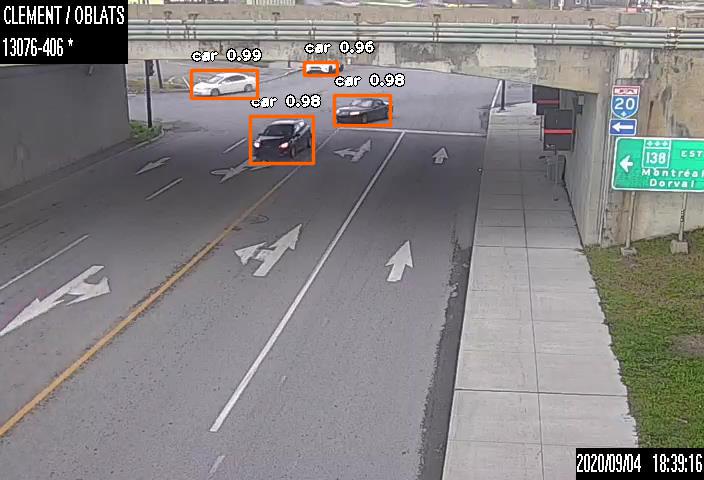 CLEMENT / OBLATS
13076-406 *
car 0.99
car 0.96
car 0.98
car 0.98
20
138
EST
Montréal
Dorval
2020/09/04 18:39:16